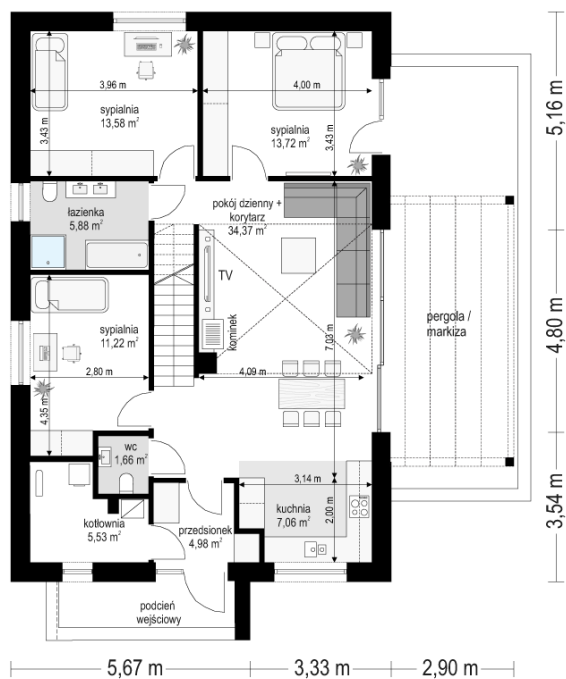 3,96 m
sypialnia
13,58 m²
3,43 m
4,00 m
sypialnia
13,72 m²
3,43 m
5,16 m
łazienka
5,88 m²
pokój dzienny +
korytarz
34,37 m²
TV
kominek
7,03 m
4,09 m
pergola /
markiza
4,80 m
sypialnia
11,22 m²
2,80 m
4,35 m
wc
1,66 m²
3,14 m
kuchnia
7,06 m²
2,00 m
3,54 m
kotłownia
5,53 m²
przedsionek
4,98 m²
podcień
wejściowy
5,67 m
3,33 m
2,90 m